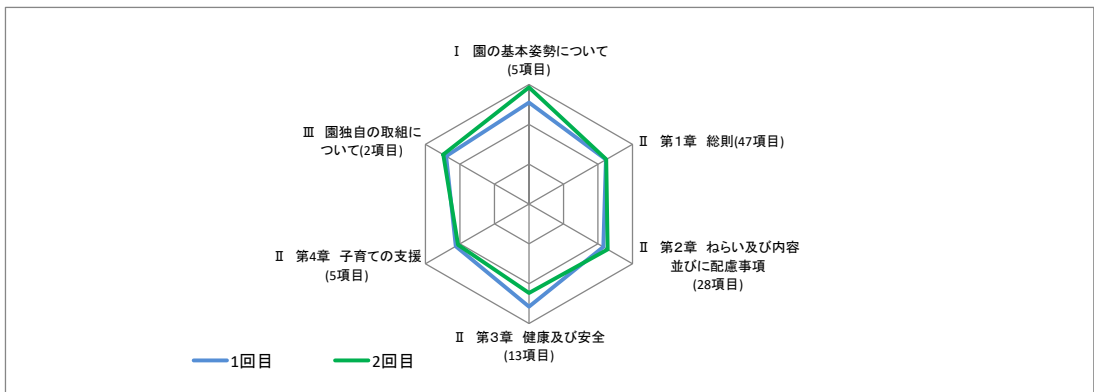 Ⅰ　園の基本姿勢について
(5項目)
Ⅲ　園独自の取組に
ついて(2項目)
Ⅱ　第1章　総則(47項目)
Ⅱ　第4章　子育ての支援
(5項目)
Ⅱ　第2章　ねらい及び内容
並びに配慮事項
(28項目)
Ⅱ　第3章　健康及び安全
(13項目)
1回目
2回目